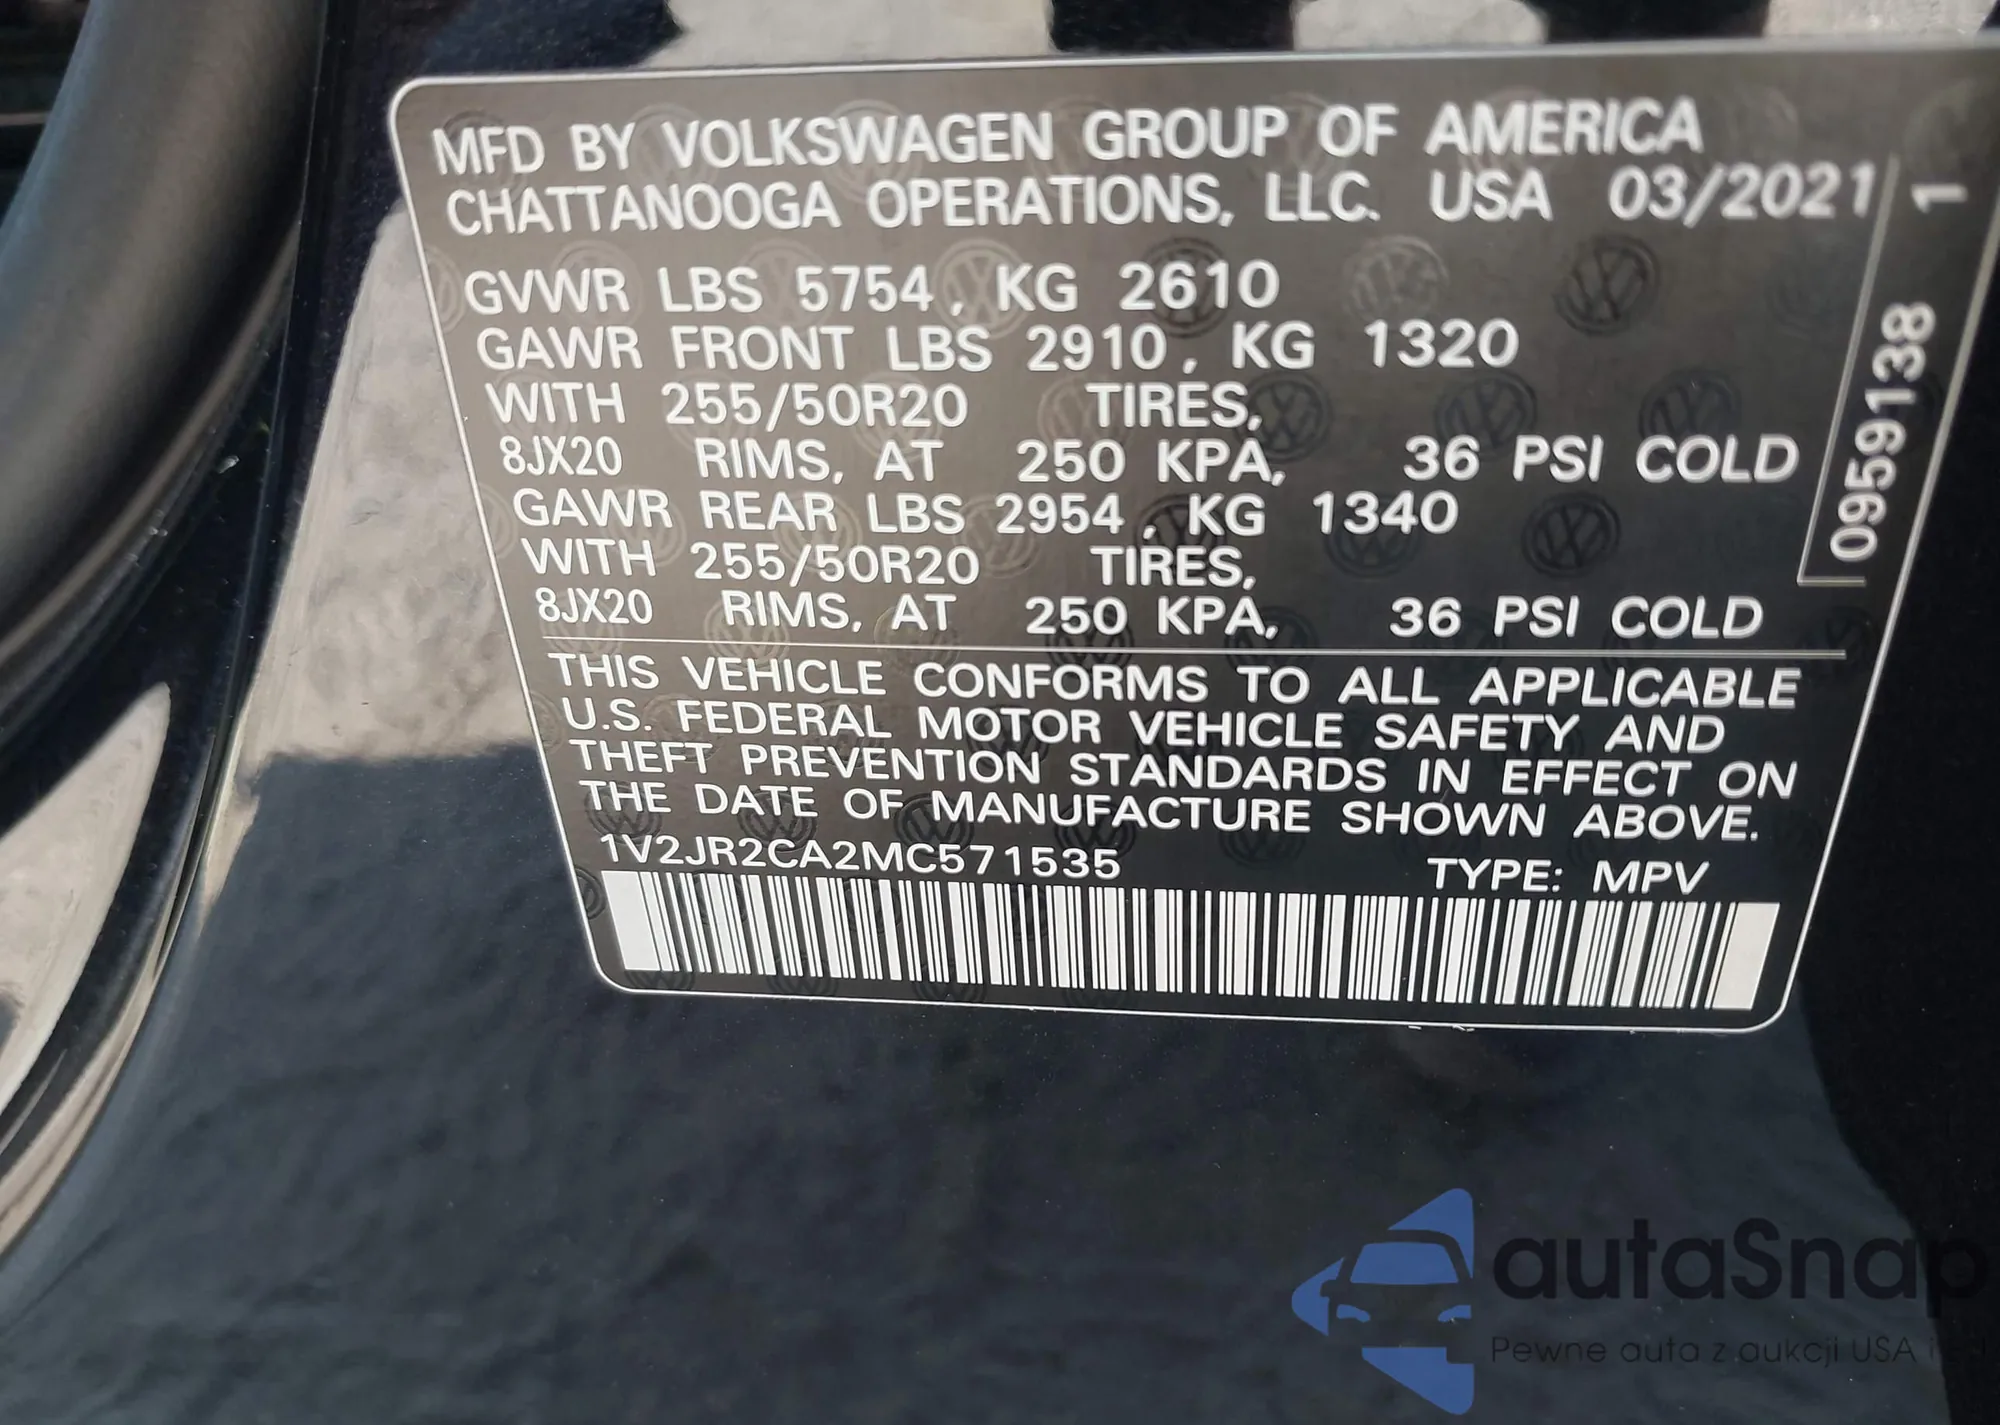 MFD BY VOLKSWAGEN GROUP OF AMERICA
CHATTANOOGA OPERATIONS, LLC. USA 03/2021
GVWR LBS 5754, KG 2610
GAWR FRONT LBS 2910, KG 1320
WITH 255/50R20 TIRES,
8JX20 RIMS, AT 250 KPA, 36 PSI COLD
GAWR REAR LBS 2954, KG 1340
WITH 255/50R20 TIRES,
8JX20 RIMS, AT 250 KPA, 36 PSI COLD
THIS VEHICLE CONFORMS TO ALL APPLICABLE
U.S. FEDERAL MOTOR VEHICLE SAFETY AND
THEFT PREVENTION STANDARDS IN EFFECT ON
THE DATE OF MANUFACTURE SHOWN ABOVE.
1V2JR2CA2MC571535 TYPE: MPV
0959138 1
autaSnap
Pewne auta z aukcji USA